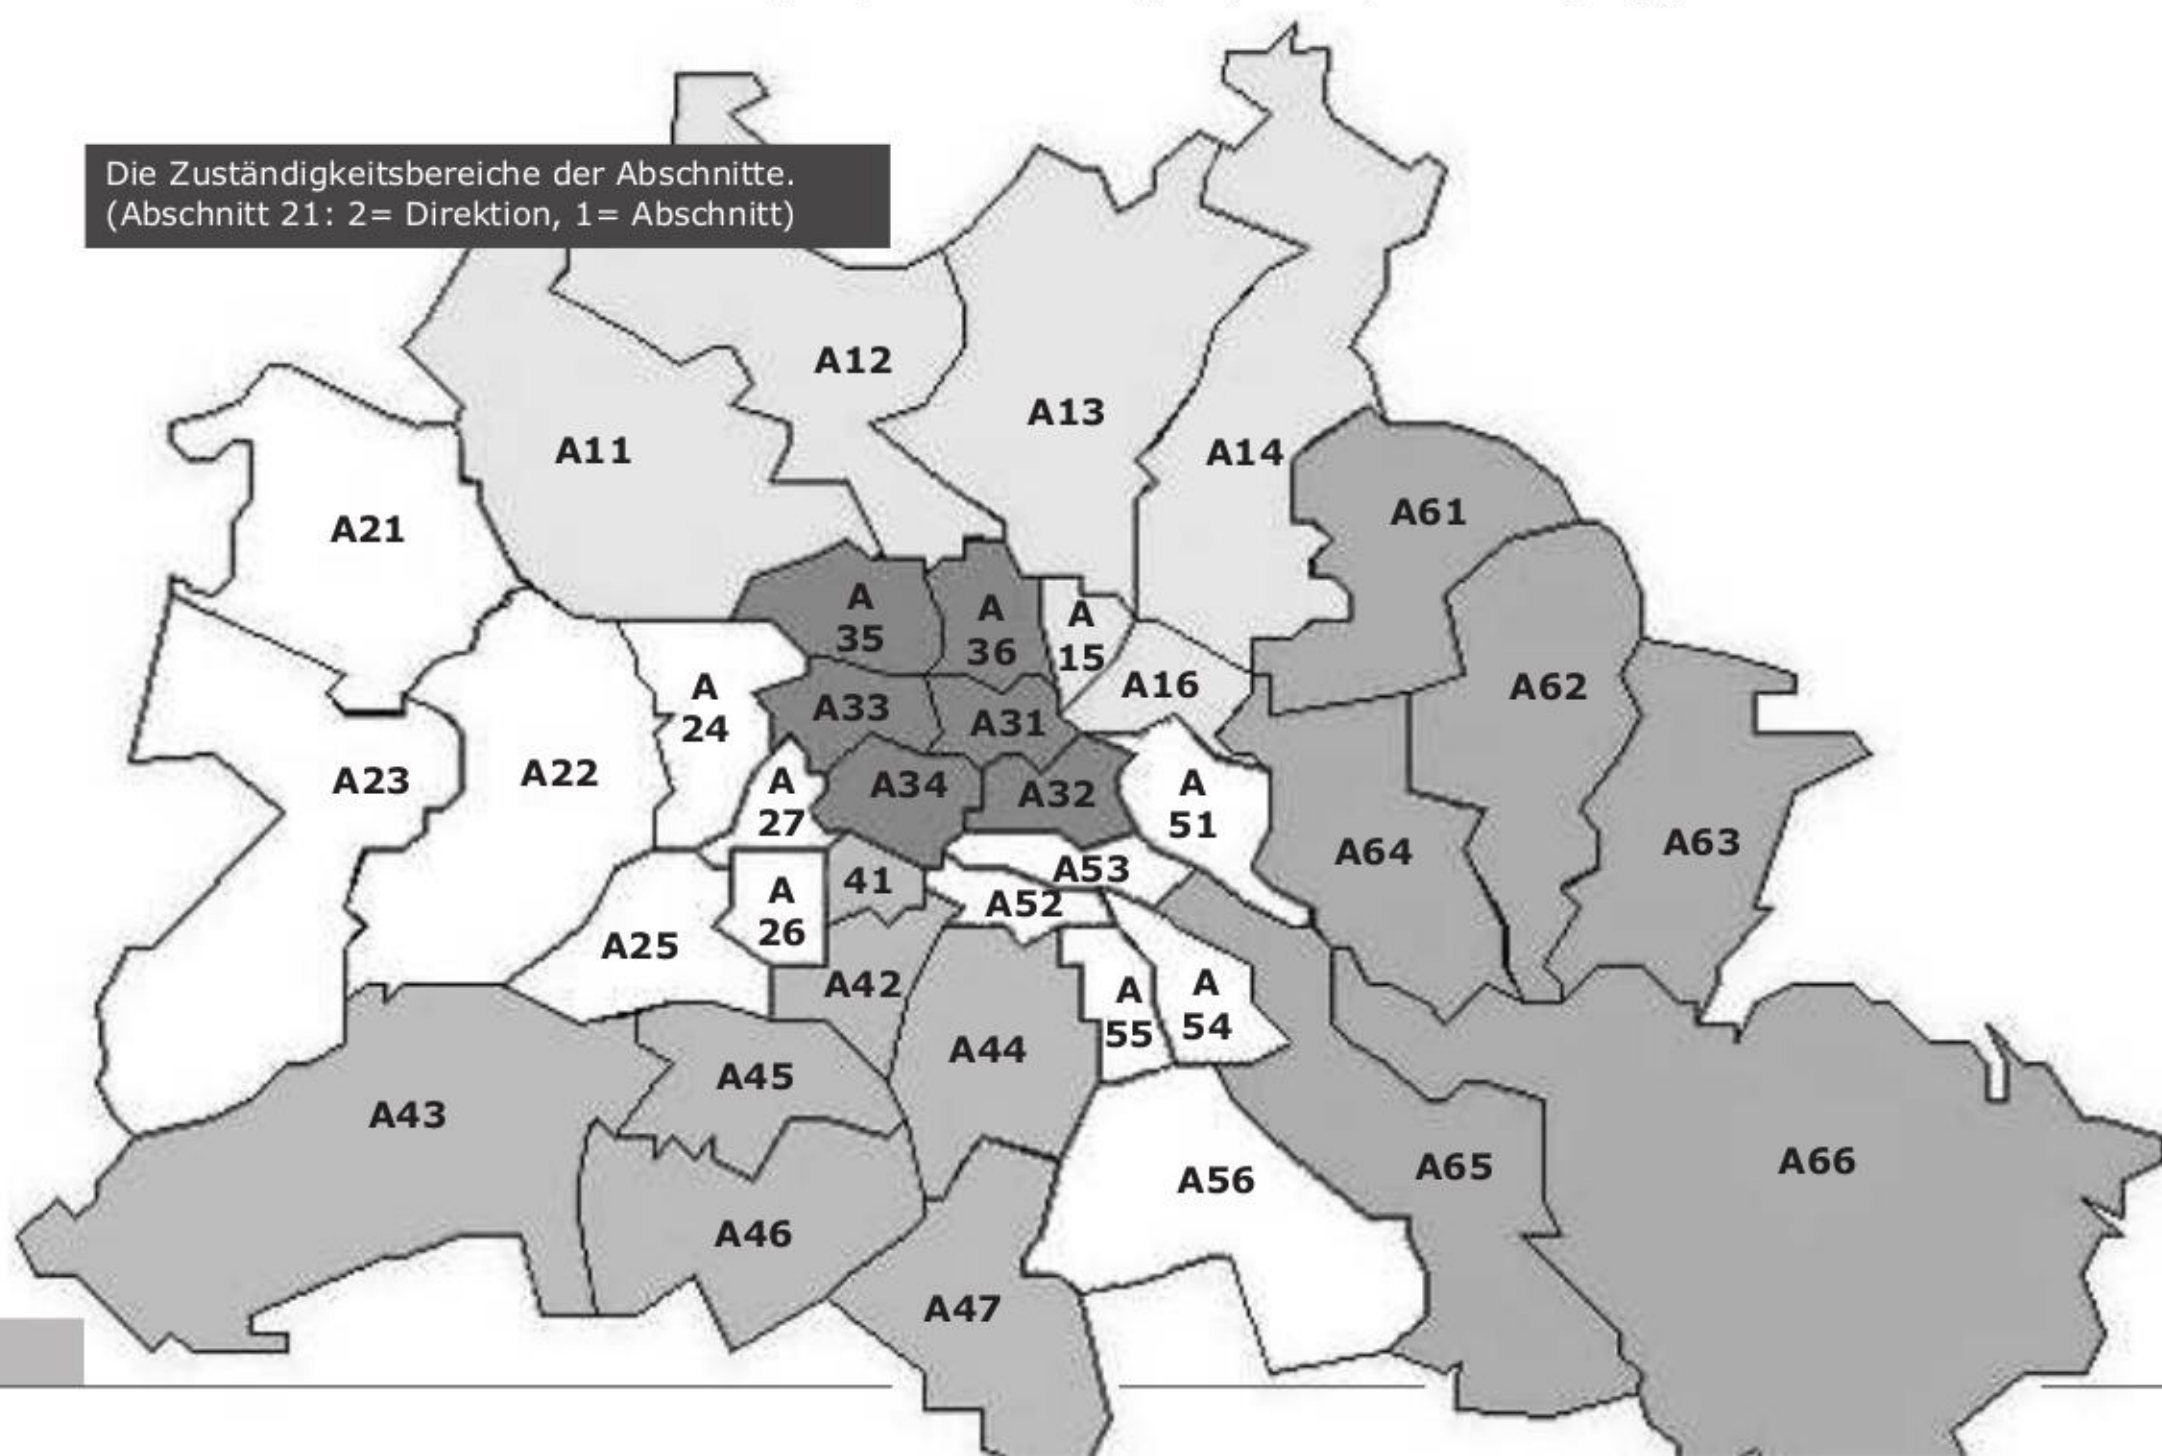 Die Zuständigkeitsbereiche der Abschnitte.
(Abschnitt 21: 2= Direktion, 1= Abschnitt)
A12
A13
A11
A14
A61
A21
A
35
A
36
A
15
A16
A62
A
24
A33
A31
A23
A22
A
27
A34
A32
A
51
A64
A63
A
26
41
A53
A52
A25
A42
A
55
A
54
A44
A45
A43
A56
A65
A66
A46
A47